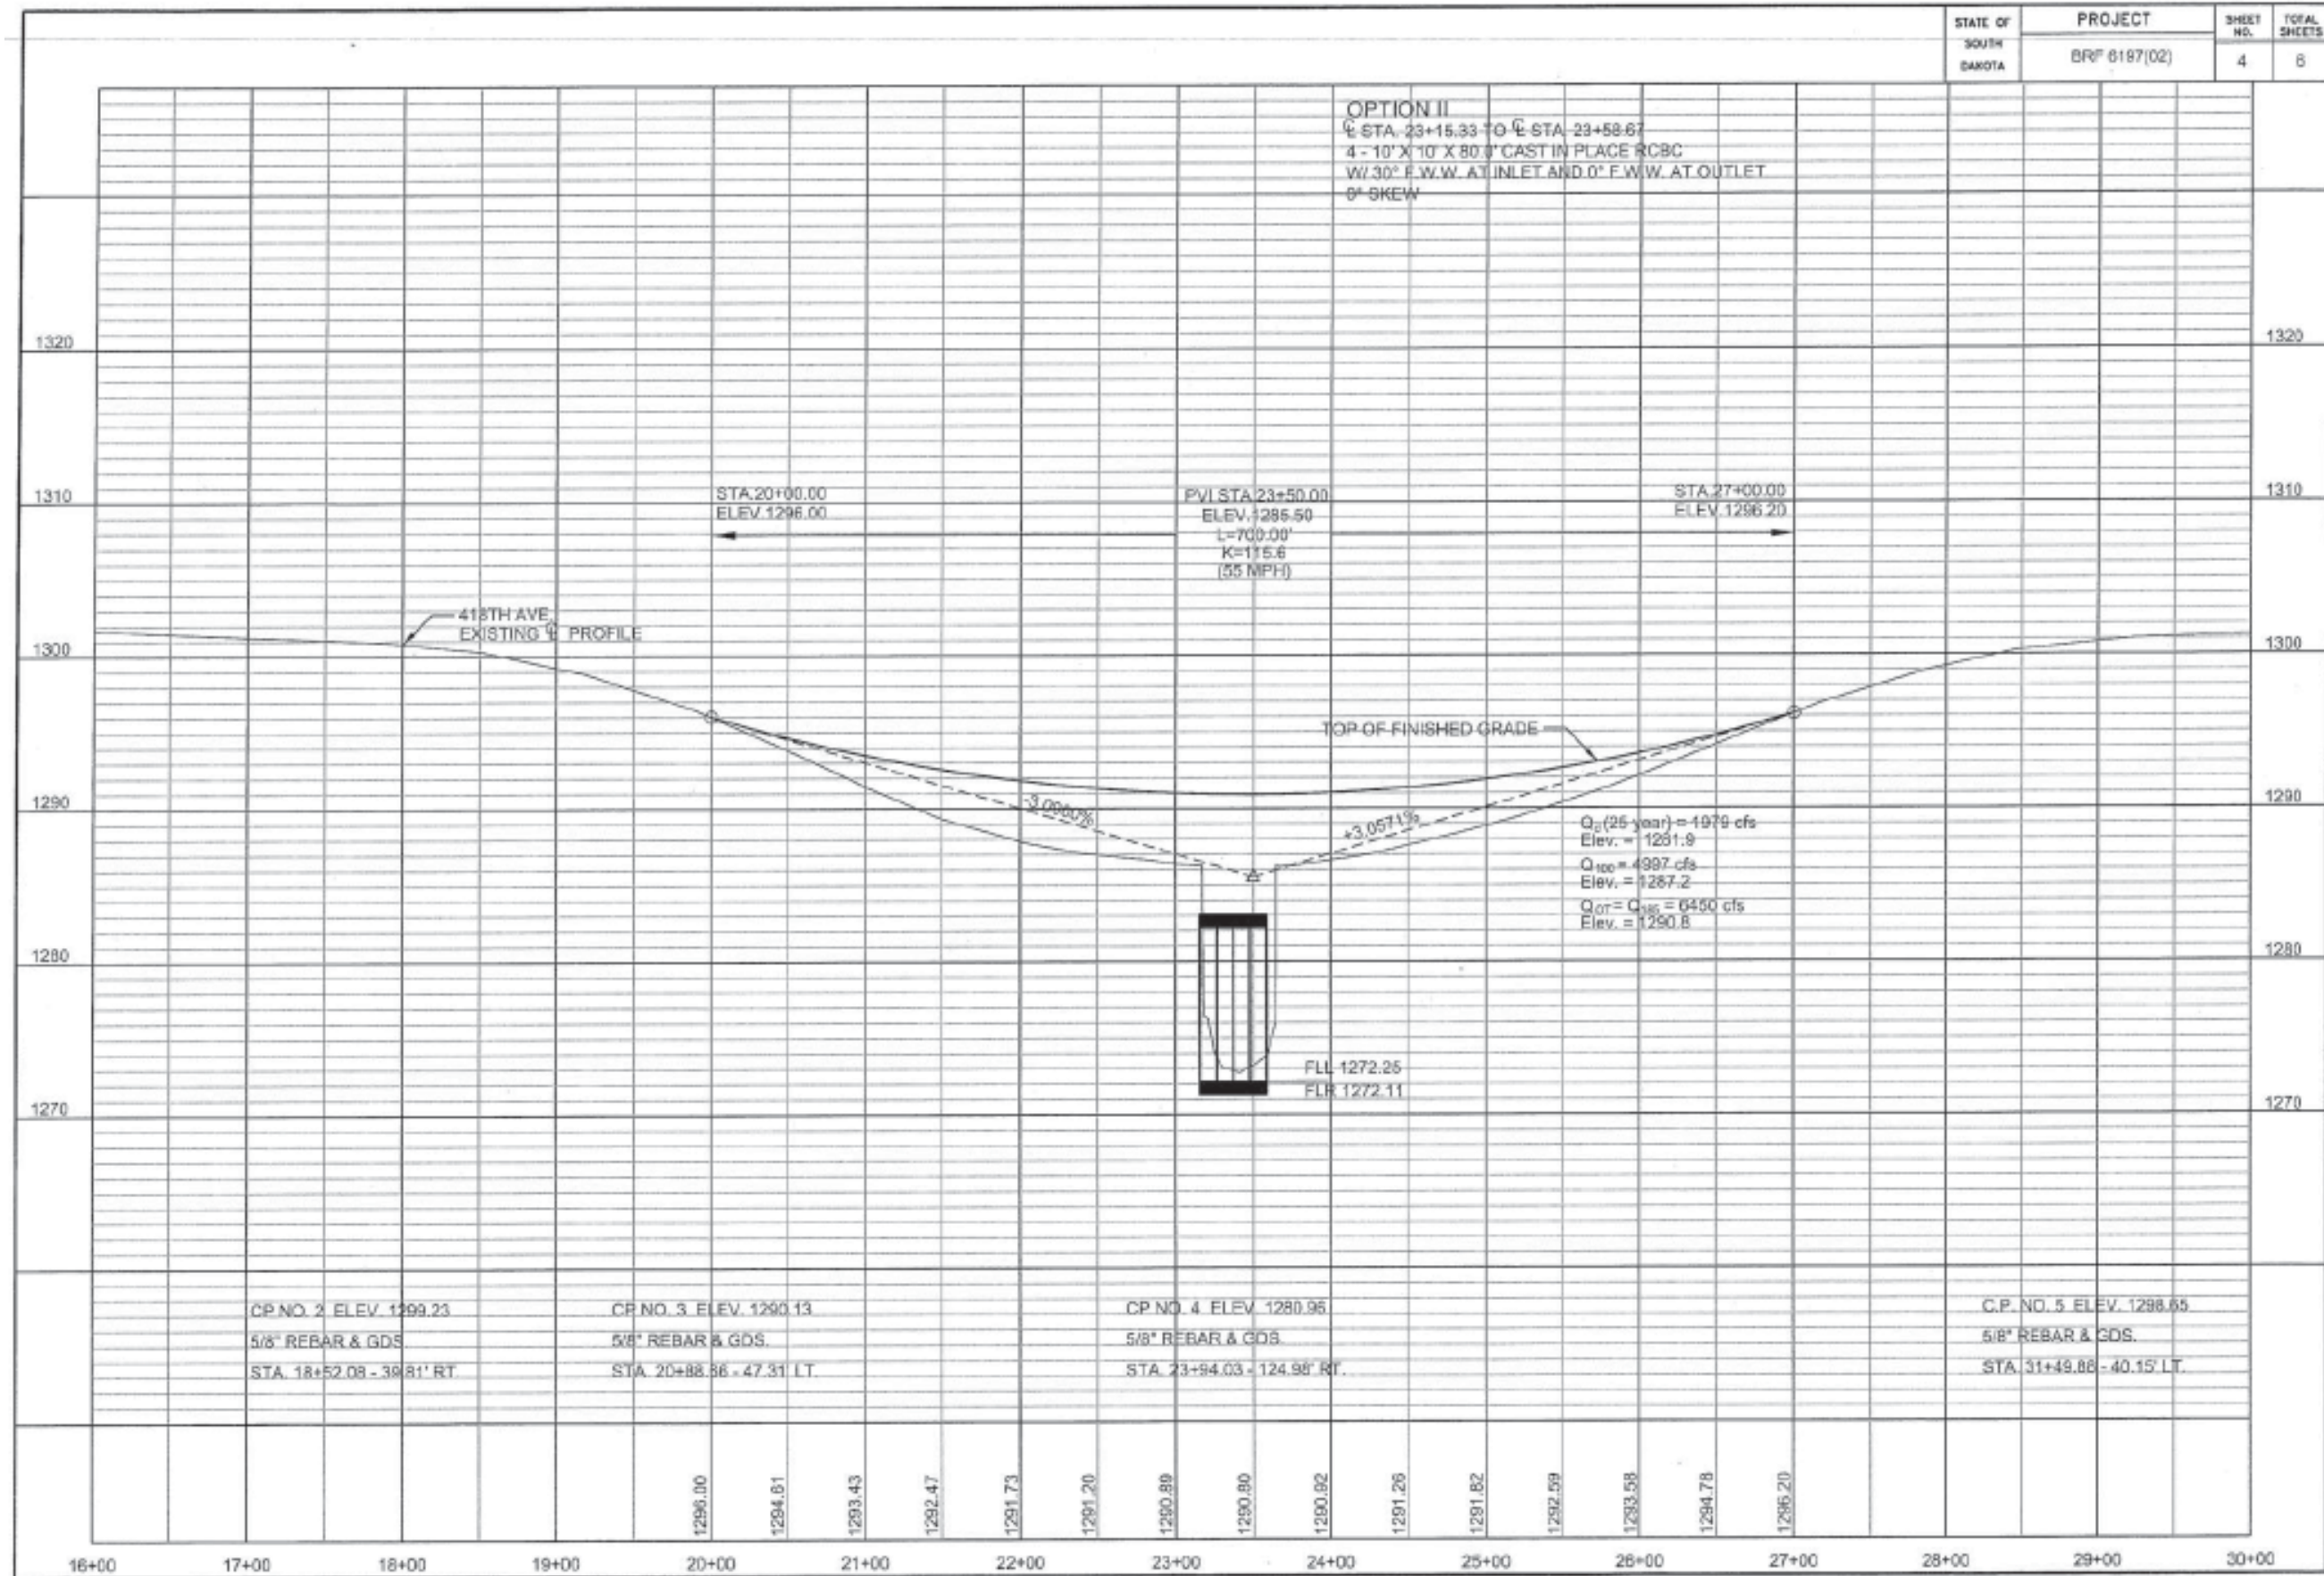 STATE OF SOUTH DAKOTA
PROJECT
BRF 6197(02)
SHEET NO.
4
TOTAL SHEETS
6
OPTION II
℄ STA. 23+15.33 TO ℄ STA. 23+58.67
4 - 10' X 10' X 80.0' CAST IN PLACE RCBC
W/ 30° F.W.W. AT INLET AND 0° F.W.W. AT OUTLET
0° SKEW
1320
1320
1310
1310
1300
1300
1290
1290
1280
1280
1270
1270
STA.20+00.00
ELEV.1296.00
PVI STA.23+50.00
ELEV.1285.50
L=700.00'
K=115.6
(55 MPH)
STA.27+00.00
ELEV.1296.20
418TH AVE
EXISTING ℄ PROFILE
TOP OF FINISHED GRADE
+3.0571%
Qd (25 year) = 1979 cfs
Elev. = 1281.9
Q100 = 4997 cfs
Elev. = 1287.2
QOT = = 6450 cfs
Elev. = 1290.8
FLL 1272.25
FLR 1272.11
CP NO. 2 ELEV. 1299.23
5/8" REBAR & GDS.
STA. 18+52.08 - 39.81' RT.
CP NO. 3 ELEV. 1290.13
5/8" REBAR & GDS.
STA. - 47.31' LT.
CP NO. 4 ELEV. 1280.96
5/8" REBAR & GDS.
STA. 23+94.03 - 124.98' RT.
C.P. NO. 5 ELEV. 1298.65
5/8" REBAR & GDS.
STA. 31+49.86 - 40.15' LT.
1296.00
1294.61
1293.43
1292.47
1291.73
1291.20
1290.89
1290.80
1290.92
1291.26
1291.82
1292.59
1293.58
1294.78
1296.20
16+00 17+00 18+00 19+00 20+00 21+00 22+00 23+00 24+00 25+00 26+00 27+00 28+00 29+00 30+00